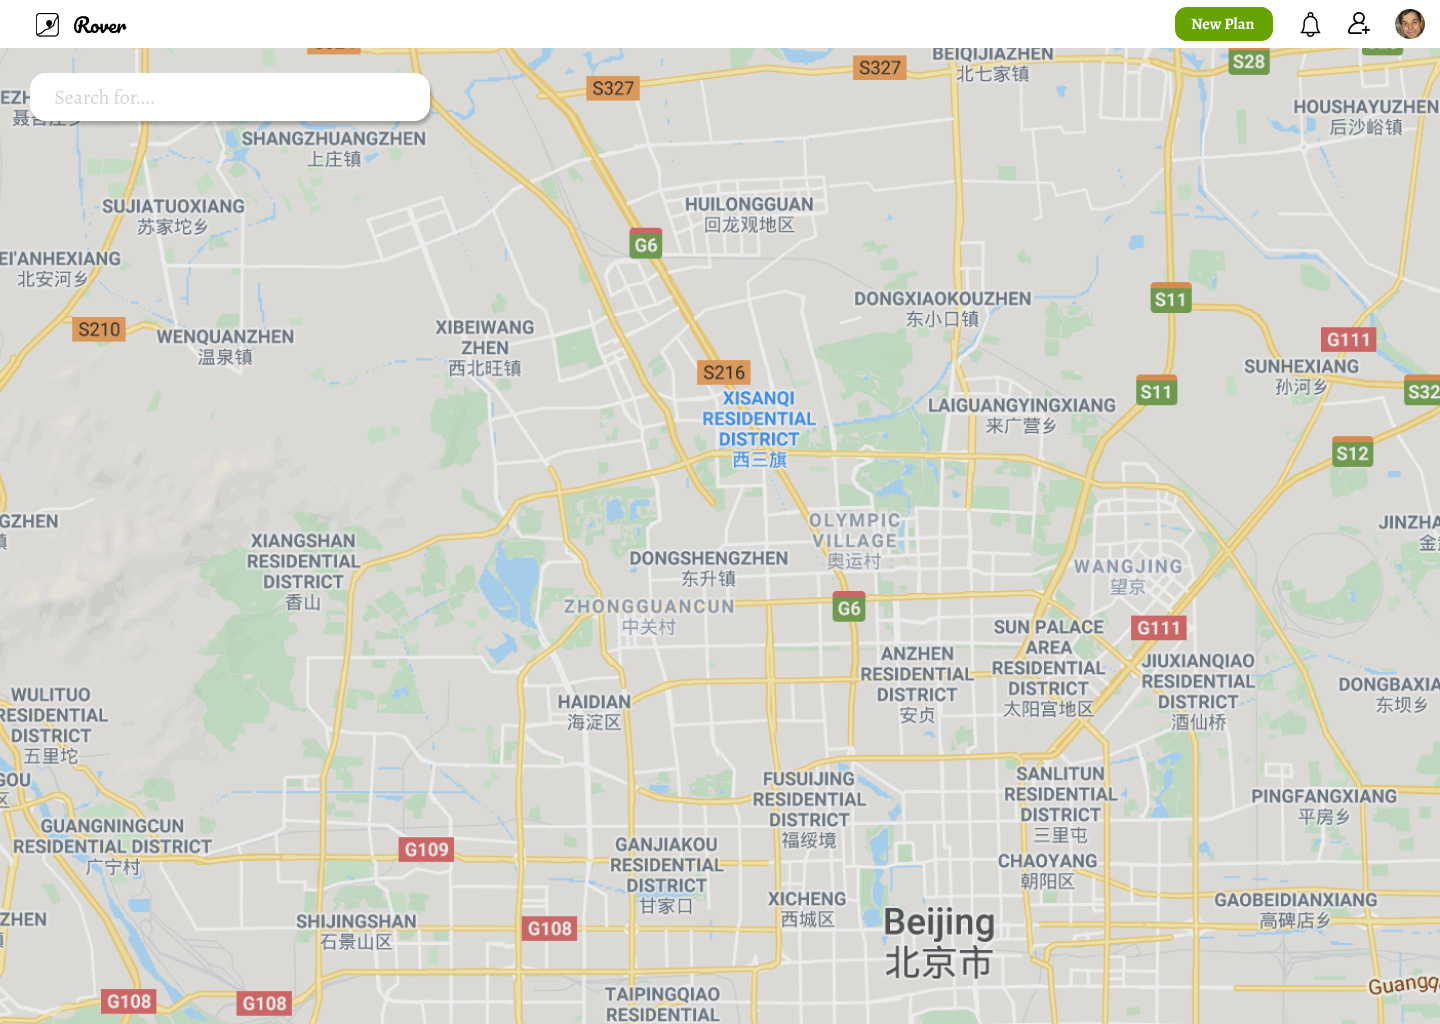 Rover
New Plan
Search for....
S327
S327
BEIQIJIAZHEN
北七家镇
S28
HOUSHAYUZHEN
后沙峪镇
SHANGZHUANGZHEN
上庄镇
SUJIATUOXIANG
苏家坨乡
HUILONGGUAN
回龙观地区
G6
EI'ANHEXIANG
北安河乡
DONGXIAOKOUZHEN
东小口镇
S11
S210
WENQUANZHEN
温泉镇
XIBEIWANG
ZHEN
西北旺镇
G111
SUNHEXIANG
孙河乡
S216
XISANQI
RESIDENTIAL
DISTRICT
西三旗
S11
S32
LAIGUANGYINGXIANG
来广营乡
S12
GZHEN
镇
OLYMPIC
VILLAGE
奥运村
JINZHA
金
XIANGSHAN
RESIDENTIAL
DISTRICT
香山
DONGSHENGZHEN
东升镇
WANGJING
望京
ZHONGGUANCUN
中关村
G6
G111
SUN PALACE
AREA
RESIDENTIAL
DISTRICT
太阳宫地区
ANZHEN
RESIDENTIAL
DISTRICT
安贞
JIUXIANQIAO
RESIDENTIAL
DISTRICT
酒仙桥
WULITUO
RESIDENTIAL
DISTRICT
五里坨
HAIDIAN
海淀区
DONGBAXIA
东坝乡
GOU
区
FUSUIJING
RESIDENTIAL
DISTRICT
福绥境
SANLITUN
RESIDENTIAL
DISTRICT
三里屯
PINGFANGXIANG
平房乡
GUANGNINGCUN
RESIDENTIAL DISTRICT
广宁村
G109
GANJIAKOU
RESIDENTIAL
DISTRICT
甘家口
CHAOYANG
朝阳区
XICHENG
西城区
GAOBEIDIANXIANG
高碑店乡
ZHEN
镇
SHIJINGSHAN
石景山区
G108
Beijing
北京市
G108
G108
TAIPINGQIAO
RESIDENTIAL
Guangq